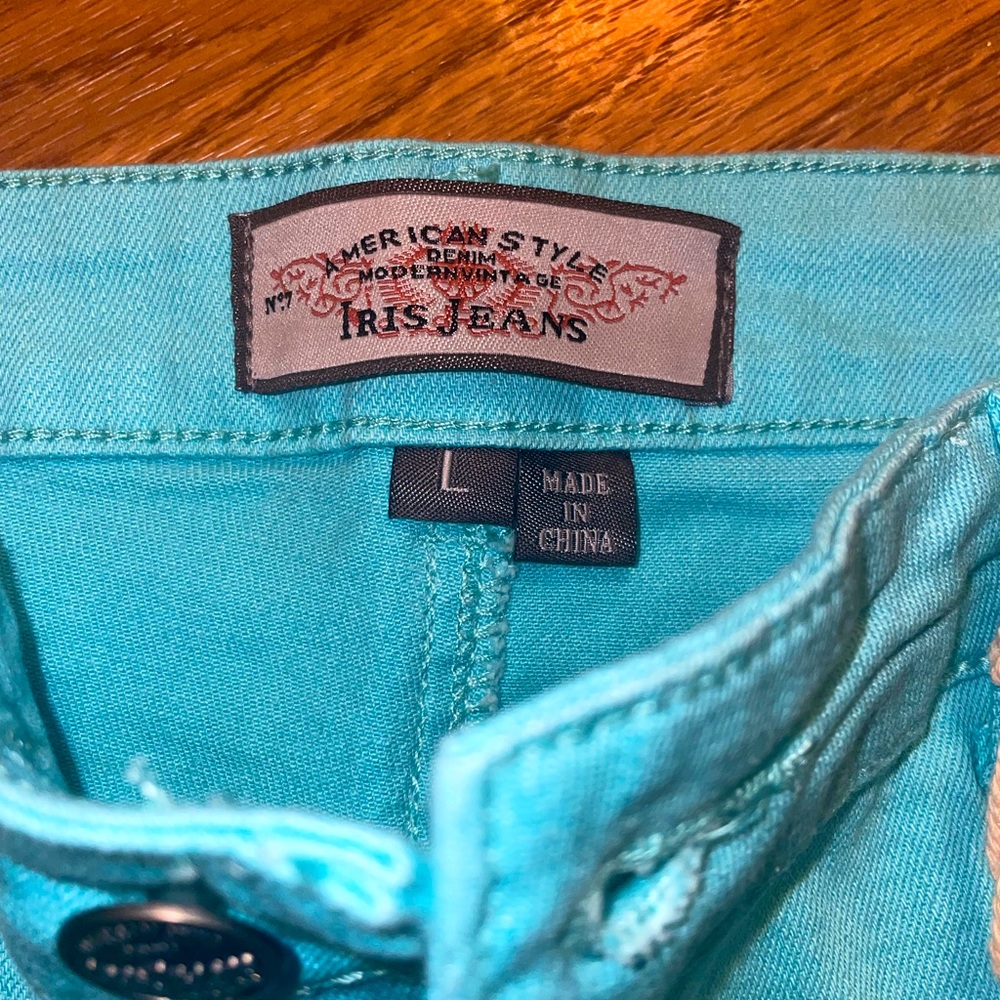 AMERICAN STYLE
DENIM
MODERNVINTAGE
Nº7
IRIS JEANS
L
MADE
IN
CHINA